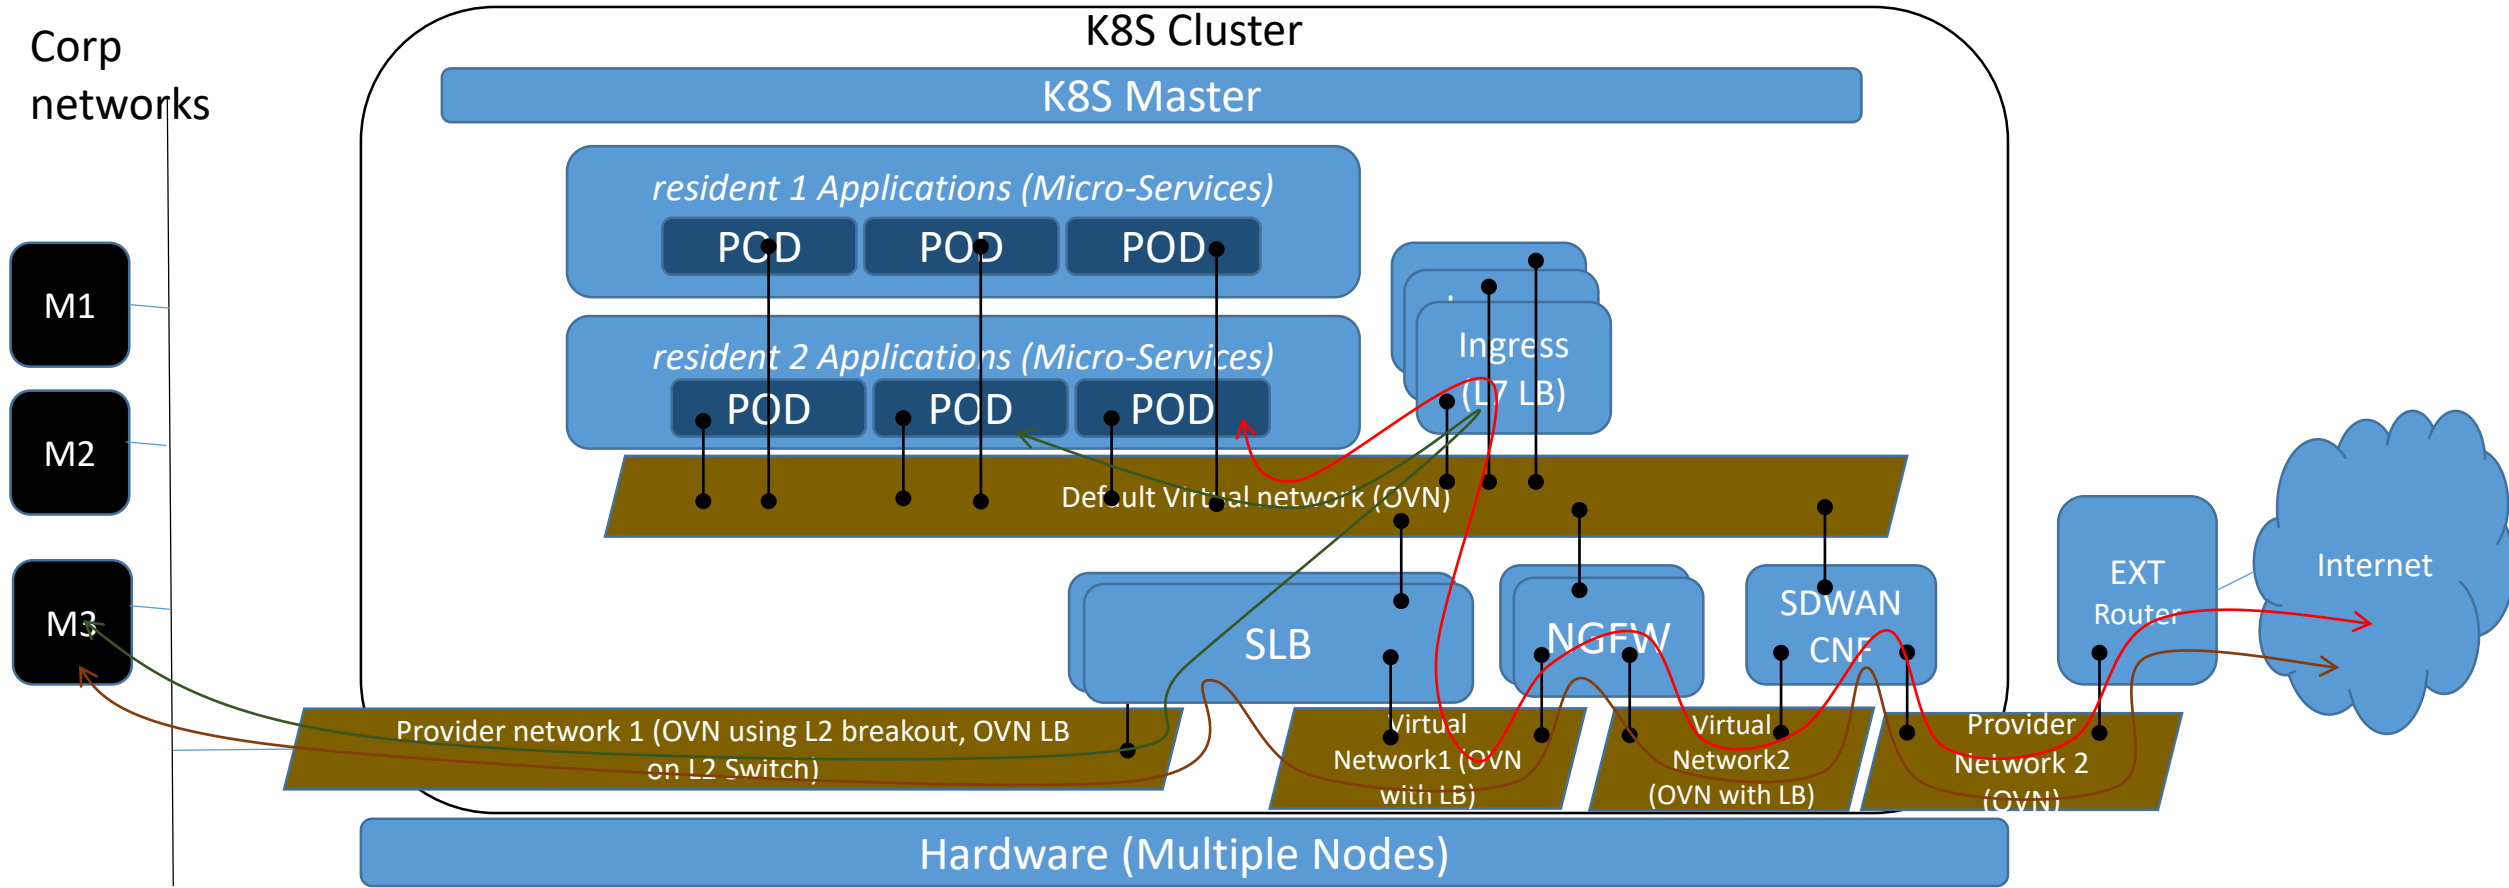 K8S Cluster
Corp
networks
K8S Master
resident 1 Applications (Micro-Services)
POD
POD
POD
M1
resident 2 Applications (Micro-Services)
POD
POD
POD
Ingress
(L7 LB)
M2
Default Virtual network (OVN)
M3
SLB
NGFW
SDWAN
CNF
EXT
Router
Internet
Provider network 1 (OVN using L2 breakout, OVN LB
on L2 Switch)
Virtual
Network1 (OVN
with LB)
Virtual
Network2
(OVN with LB)
Provider
Network 2
(OVN)
Hardware (Multiple Nodes)